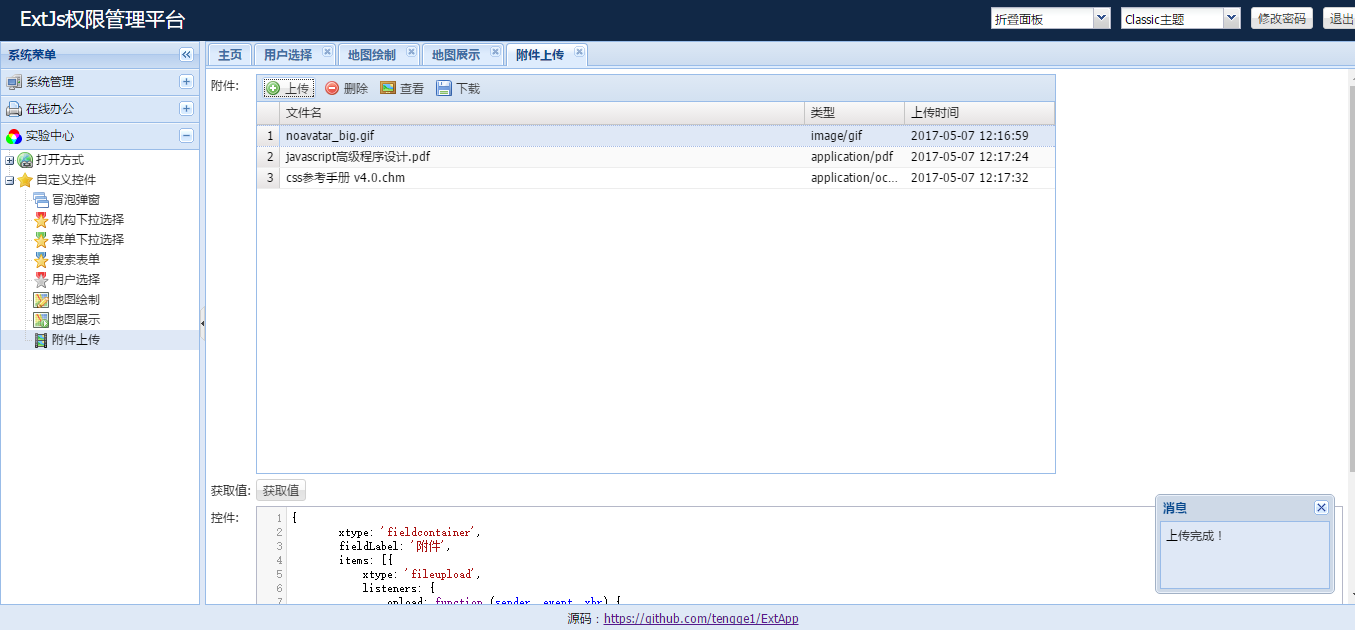 ExtJs权限管理平台 折叠面板 Classic主题 修改密码 退出
系统菜单 主页 用户选择 地图绘制 地图展示 附件上传
系统管理
在线办公
实验中心
打开方式
自定义控件
冒泡弹窗
机构下拉选择
菜单下拉选择
搜索表单
用户选择
地图绘制
地图展示
附件上传
附件: 上传 删除 查看 下载
文件名 类型 上传时间
1 noavatar_big.gif image/gif 2017-05-07 12:16:59
2 javascript高级程序设计.pdf application/pdf 2017-05-07 12:17:24
3 css参考手册 v4.0.chm application/oc... 2017-05-07 12:17:32
获取值: 获取值
控件:
1 {
2 xtype: 'fieldcontainer',
3 fieldLabel: '附件',
4 items: [{
5 xtype: 'fileupload',
6 listeners: {
7 onload: function (sender, event, xhr) {
消息
上传完成！
源码：https://github.com/tengge1/ExtApp